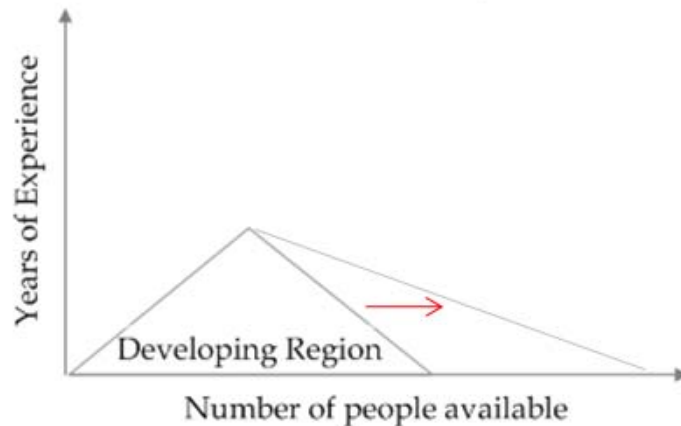 Years of Experience
Developing Region
Number of people available